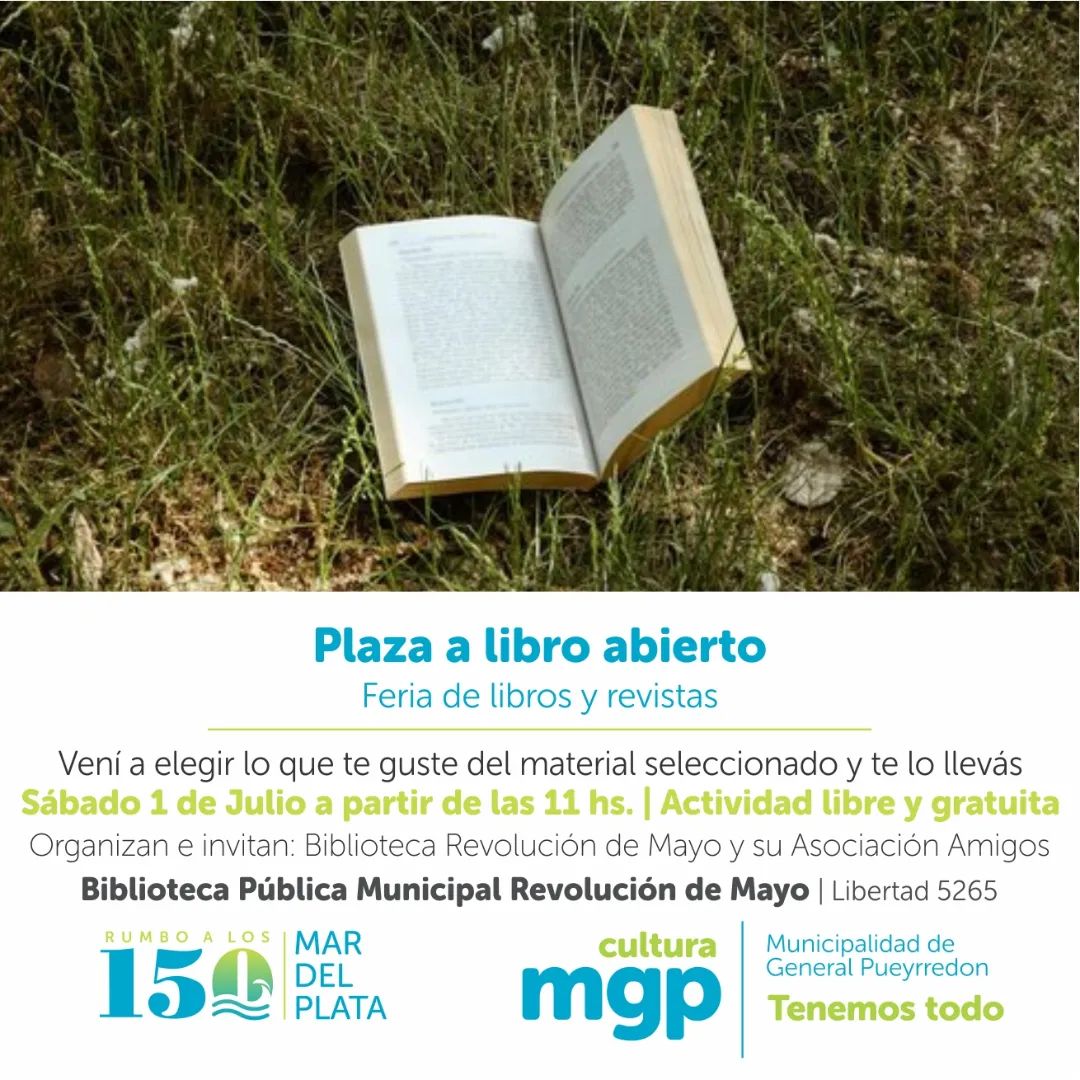 Plaza a libro abierto
Feria de libros y revistas
Vení a elegir lo que te guste del material seleccionado y te lo llevás
Sábado 1 de Julio a partir de las 11 hs. | Actividad libre y gratuita
Organizan e invitan: Biblioteca Revolución de Mayo y su Asociación Amigos
Biblioteca Pública Municipal Revolución de Mayo | Libertad 5265
RUMBO A LOS
150
MAR
DEL
PLATA
cultura
mgp
Municipalidad de
General Pueyrredon
Tenemos todo